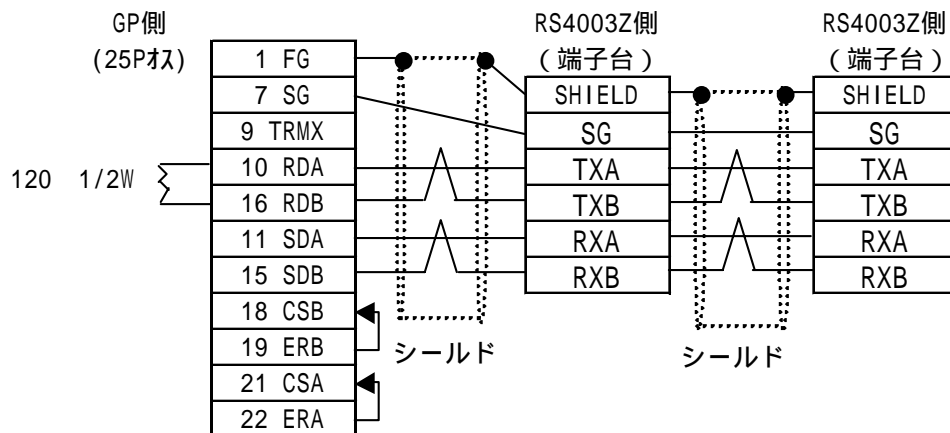 GP側
(25Pｵｽ)
RS4003Z側
(端子台)
RS4003Z側
(端子台)
1 FG
7 SG
9 TRMX
10 RDA
16 RDB
11 SDA
15 SDB
18 CSB
19 ERB
21 CSA
22 ERA
120 1/2W
SHIELD
SG
TXA
TXB
RXA
RXB
SHIELD
SG
TXA
TXB
RXA
RXB
シールド
シールド